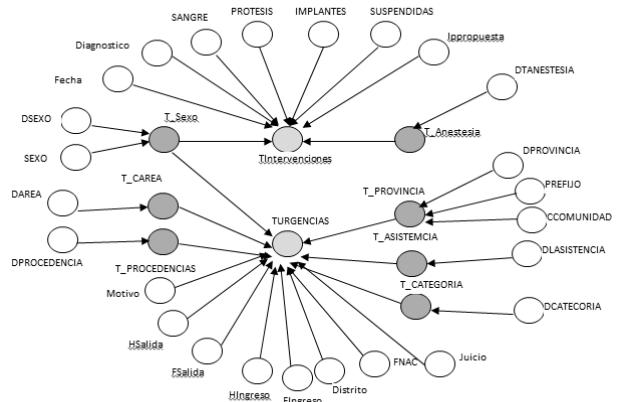 SANGRE
PROTESIS
IMPLANTES
SUSPENDIDAS
Diagnostico
Ippropuesta
Fecha
DTANESTESIA
DSEXO
T_Sexo
T_Anestesia
SEXO
TIntervenciones
DPROVINCIA
DAREA
T_CAREA
T_PROVINCIA
PREFIJO
CCOMUNIDAD
TURGENCIAS
T_ASISTEMCIA
DLASISTENCIA
DPROCEDENCIA
T_PROCEDENCIAS
T_CATEGORIA
Motivo
DCATECORIA
HSalida
FSalida
Juicio
FNAC
HIngreso
Distrito
FIngreso